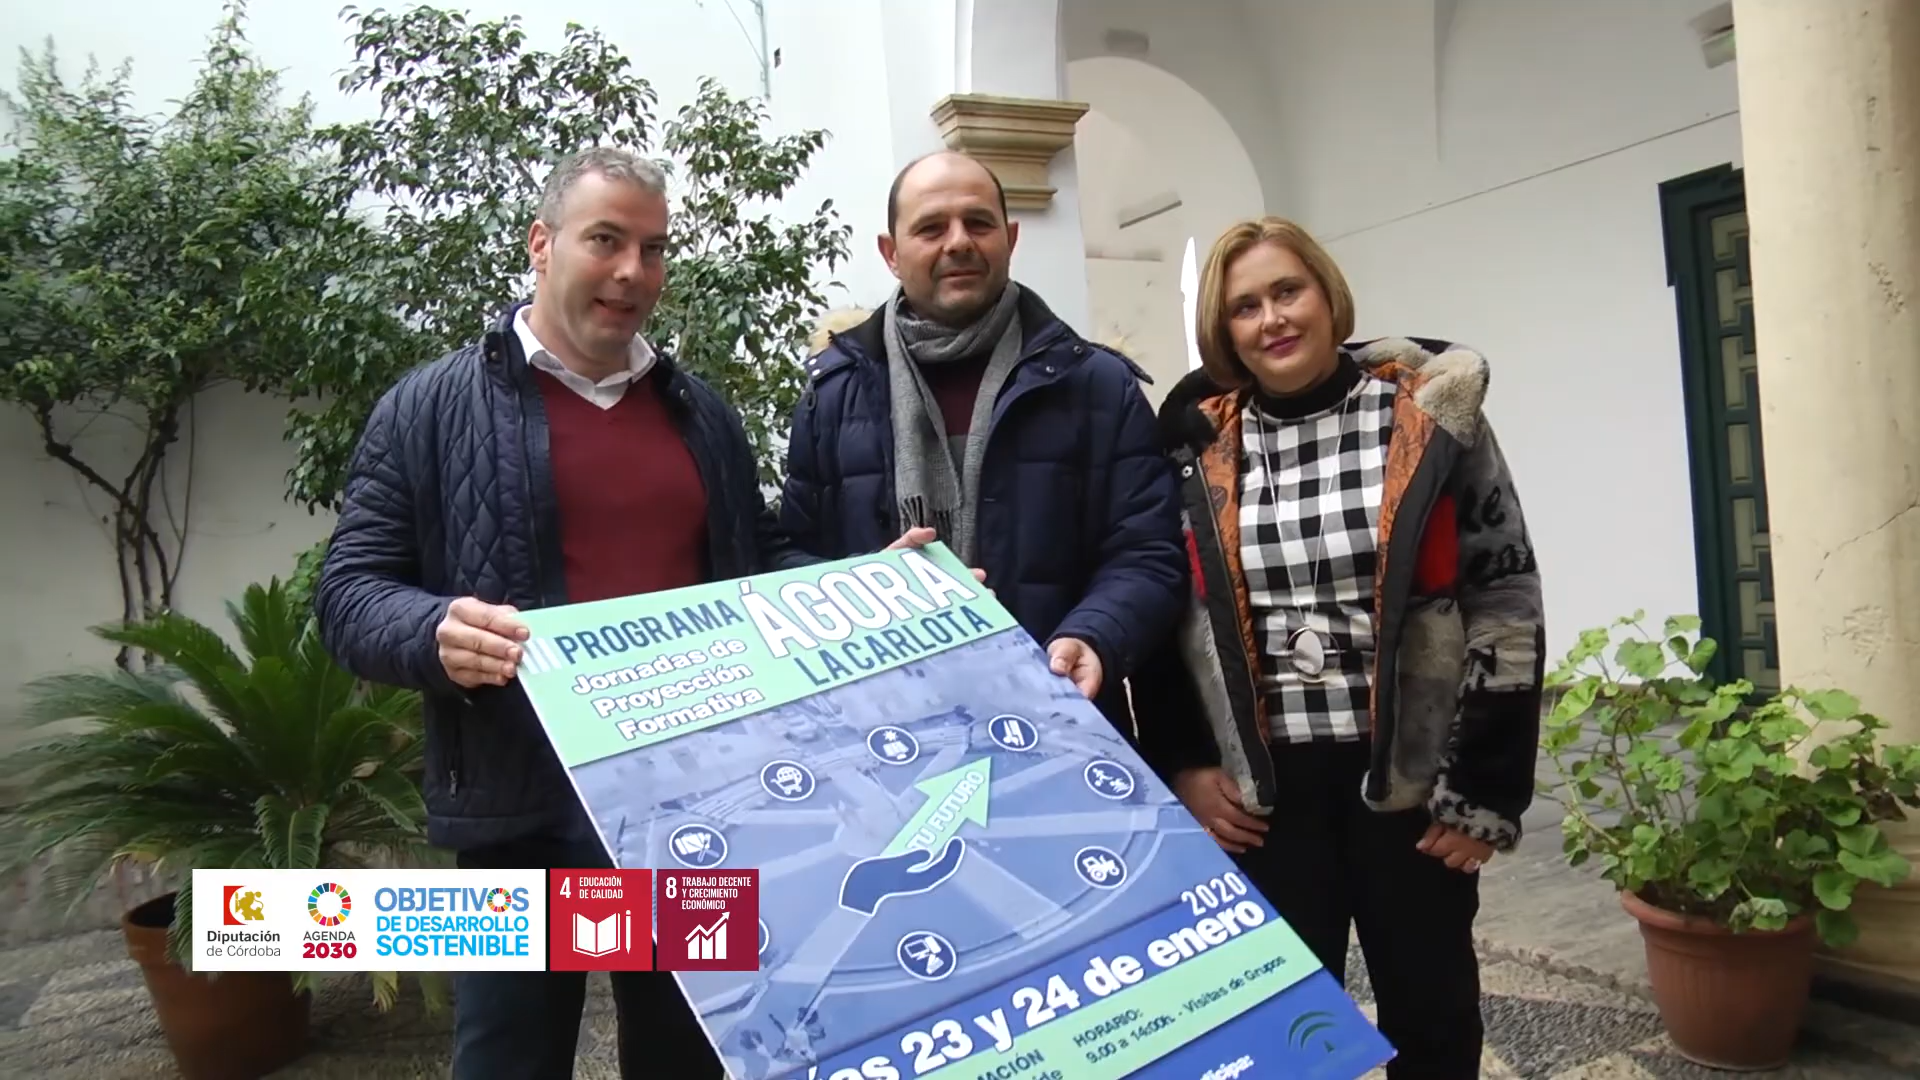 III PROGRAMA ÁGORA
LA CARLOTA
Jornadas de
Proyección
Formativa
TU FUTURO
2020
23 y 24 de enero
HORARIO:
9.00 a 14:00h. - Visitas de Grupos
Diputación
de Córdoba
AGENDA
2030
OBJETIVOS
DE DESARROLLO
SOSTENIBLE
4 EDUCACIÓN
DE CALIDAD
8 TRABAJO DECENTE
Y CRECIMIENTO
ECONÓMICO